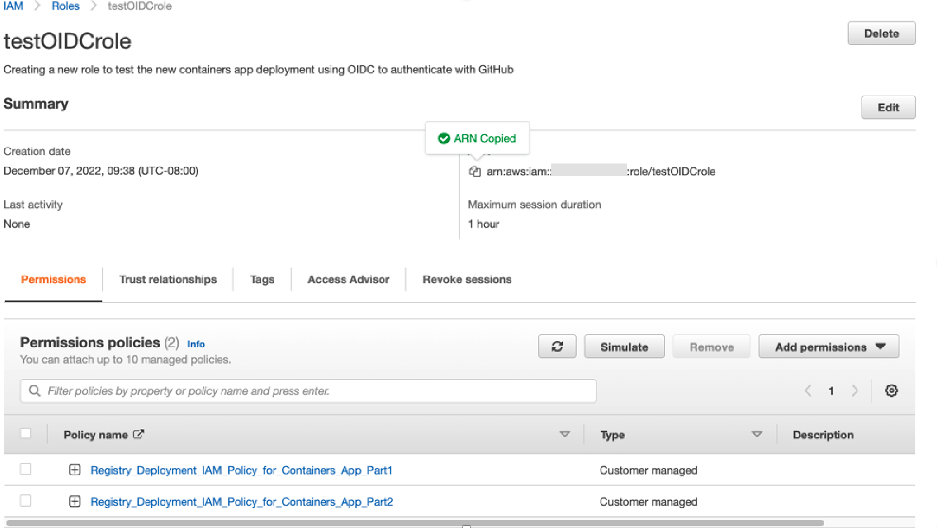 IAM > Roles > testOIDCrole
testOIDCrole
Delete
Creating a new role to test the new containers app deployment using OIDC to authenticate with GitHub
Summary
Edit
ARN Copied
Creation date
December 07, 2022, 09:38 (UTC-08:00)
arn:aws:iam:: :role/testOIDCrole
Last activity
Maximum session duration
None
1 hour
Permissions
Trust relationships
Tags
Access Advisor
Revoke sessions
Permissions policies (2) Info
You can attach up to 10 managed policies.
Simulate
Remove
Add permissions
Filter policies by property or policy name and press enter.
1
Policy name
Type
Description
Registry_Deployment_IAM_Policy_for_Containers_App_Part1
Customer managed
Registry_Deployment_IAM_Policy_for_Containers_App_Part2
Customer managed